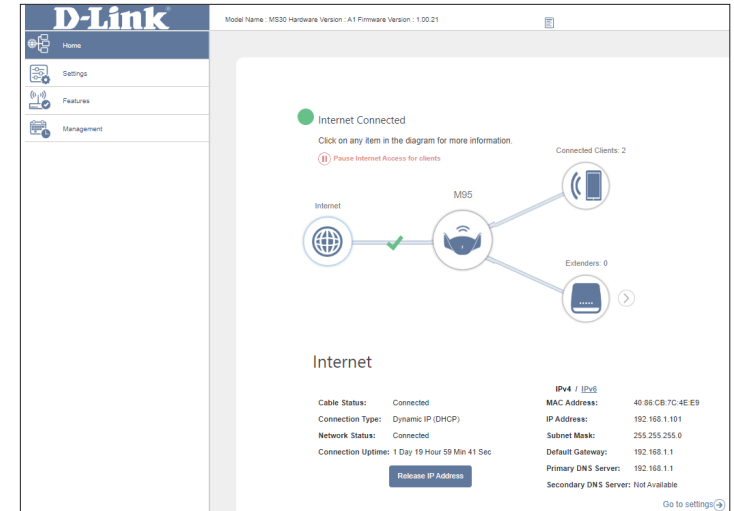 D-Link
Model Name : MS30 Hardware Version : A1 Firmware Version : 1.00.21
Home
Settings
Features
Management
Internet Connected
Click on any item in the diagram for more information.
Pause Internet Access for clients
Connected Clients: 2
M95
Internet
Extenders: 0
Internet
IPv4 / IPv6
Cable Status: Connected
MAC Address: 40:86:CB:7C:4E:E9
Connection Type: Dynamic IP (DHCP)
IP Address: 192.168.1.101
Network Status: Connected
Subnet Mask: 255.255.255.0
Connection Uptime: 1 Day 19 Hour 59 Min 41 Sec
Default Gateway: 192.168.1.1
Release IP Address
Primary DNS Server: 192.168.1.1
Secondary DNS Server: Not Available
Go to settings